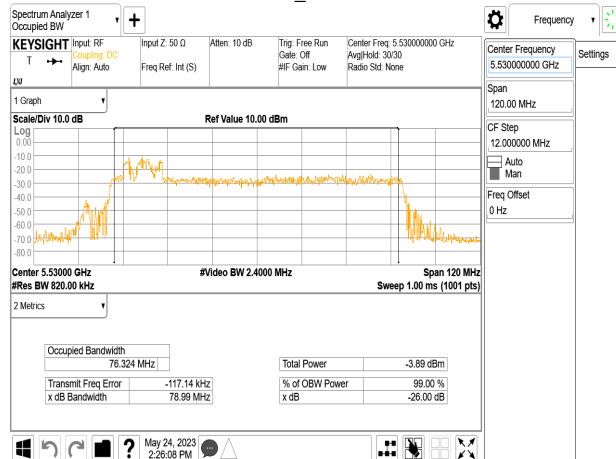 Spectrum Analyzer 1
Occupied BW
Frequency
KEYSIGHT
Input: RF
Coupling: DC
Align: Auto
Input Z: 50 Ω
Freq Ref: Int (S)
Atten: 10 dB
Trig: Free Run
Gate: Off
#IF Gain: Low
Center Freq: 5.530000000 GHz
Avg|Hold: 30/30
Radio Std: None
T
LXI
Center Frequency
5.530000000 GHz
Settings
Span
120.00 MHz
CF Step
12.000000 MHz
Auto
Man
Freq Offset
0 Hz
1 Graph
Scale/Div 10.0 dB
Ref Value 10.00 dBm
Log
0.00
-10.0
-20.0
-30.0
-40.0
-50.0
-60.0
-70.0
-80.0
Center 5.53000 GHz
#Video BW 2.4000 MHz
Span 120 MHz
#Res BW 820.00 kHz
Sweep 1.00 ms (1001 pts)
2 Metrics
Occupied Bandwidth
76.324 MHz
Total Power -3.89 dBm
Transmit Freq Error -117.14 kHz
% of OBW Power 99.00 %
x dB Bandwidth 78.99 MHz
x dB -26.00 dB
?
May 24, 2023
2:26:08 PM